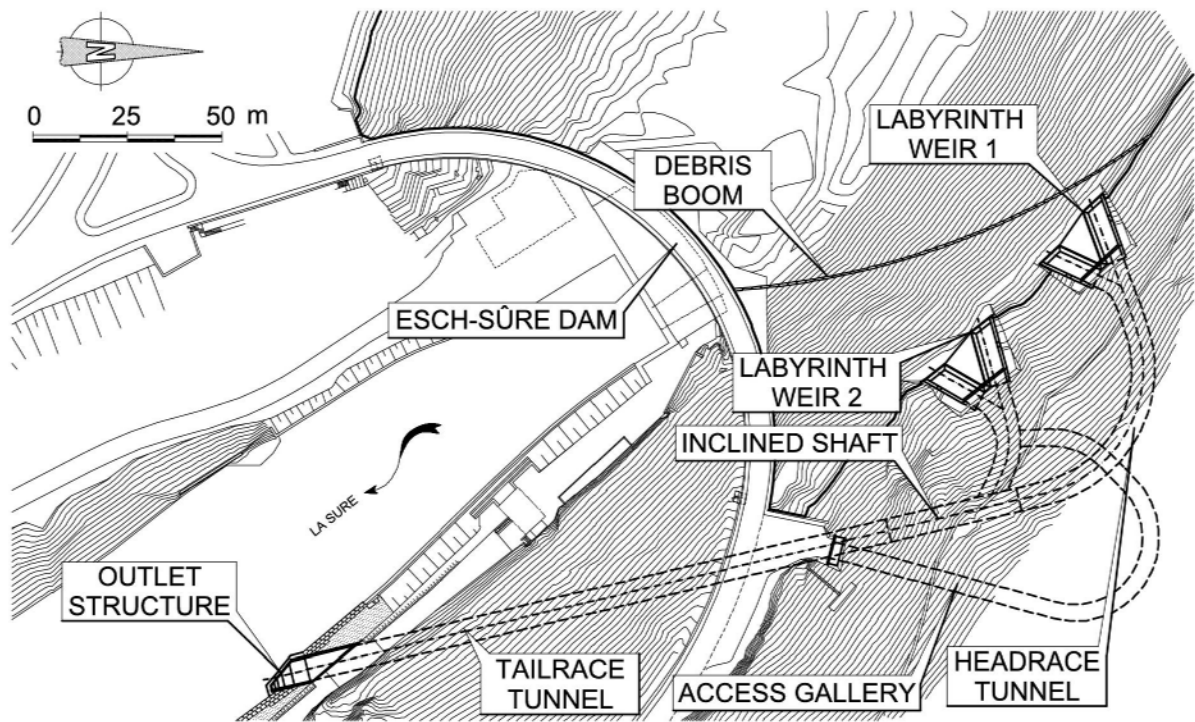 N
0 25 50 m
LABYRINTH
WEIR 1
DEBRIS
BOOM
ESCH-SÛRE DAM
LABYRINTH
WEIR 2
INCLINED SHAFT
LA SURE
OUTLET
STRUCTURE
TAILRACE
TUNNEL
ACCESS GALLERY
HEADRACE
TUNNEL